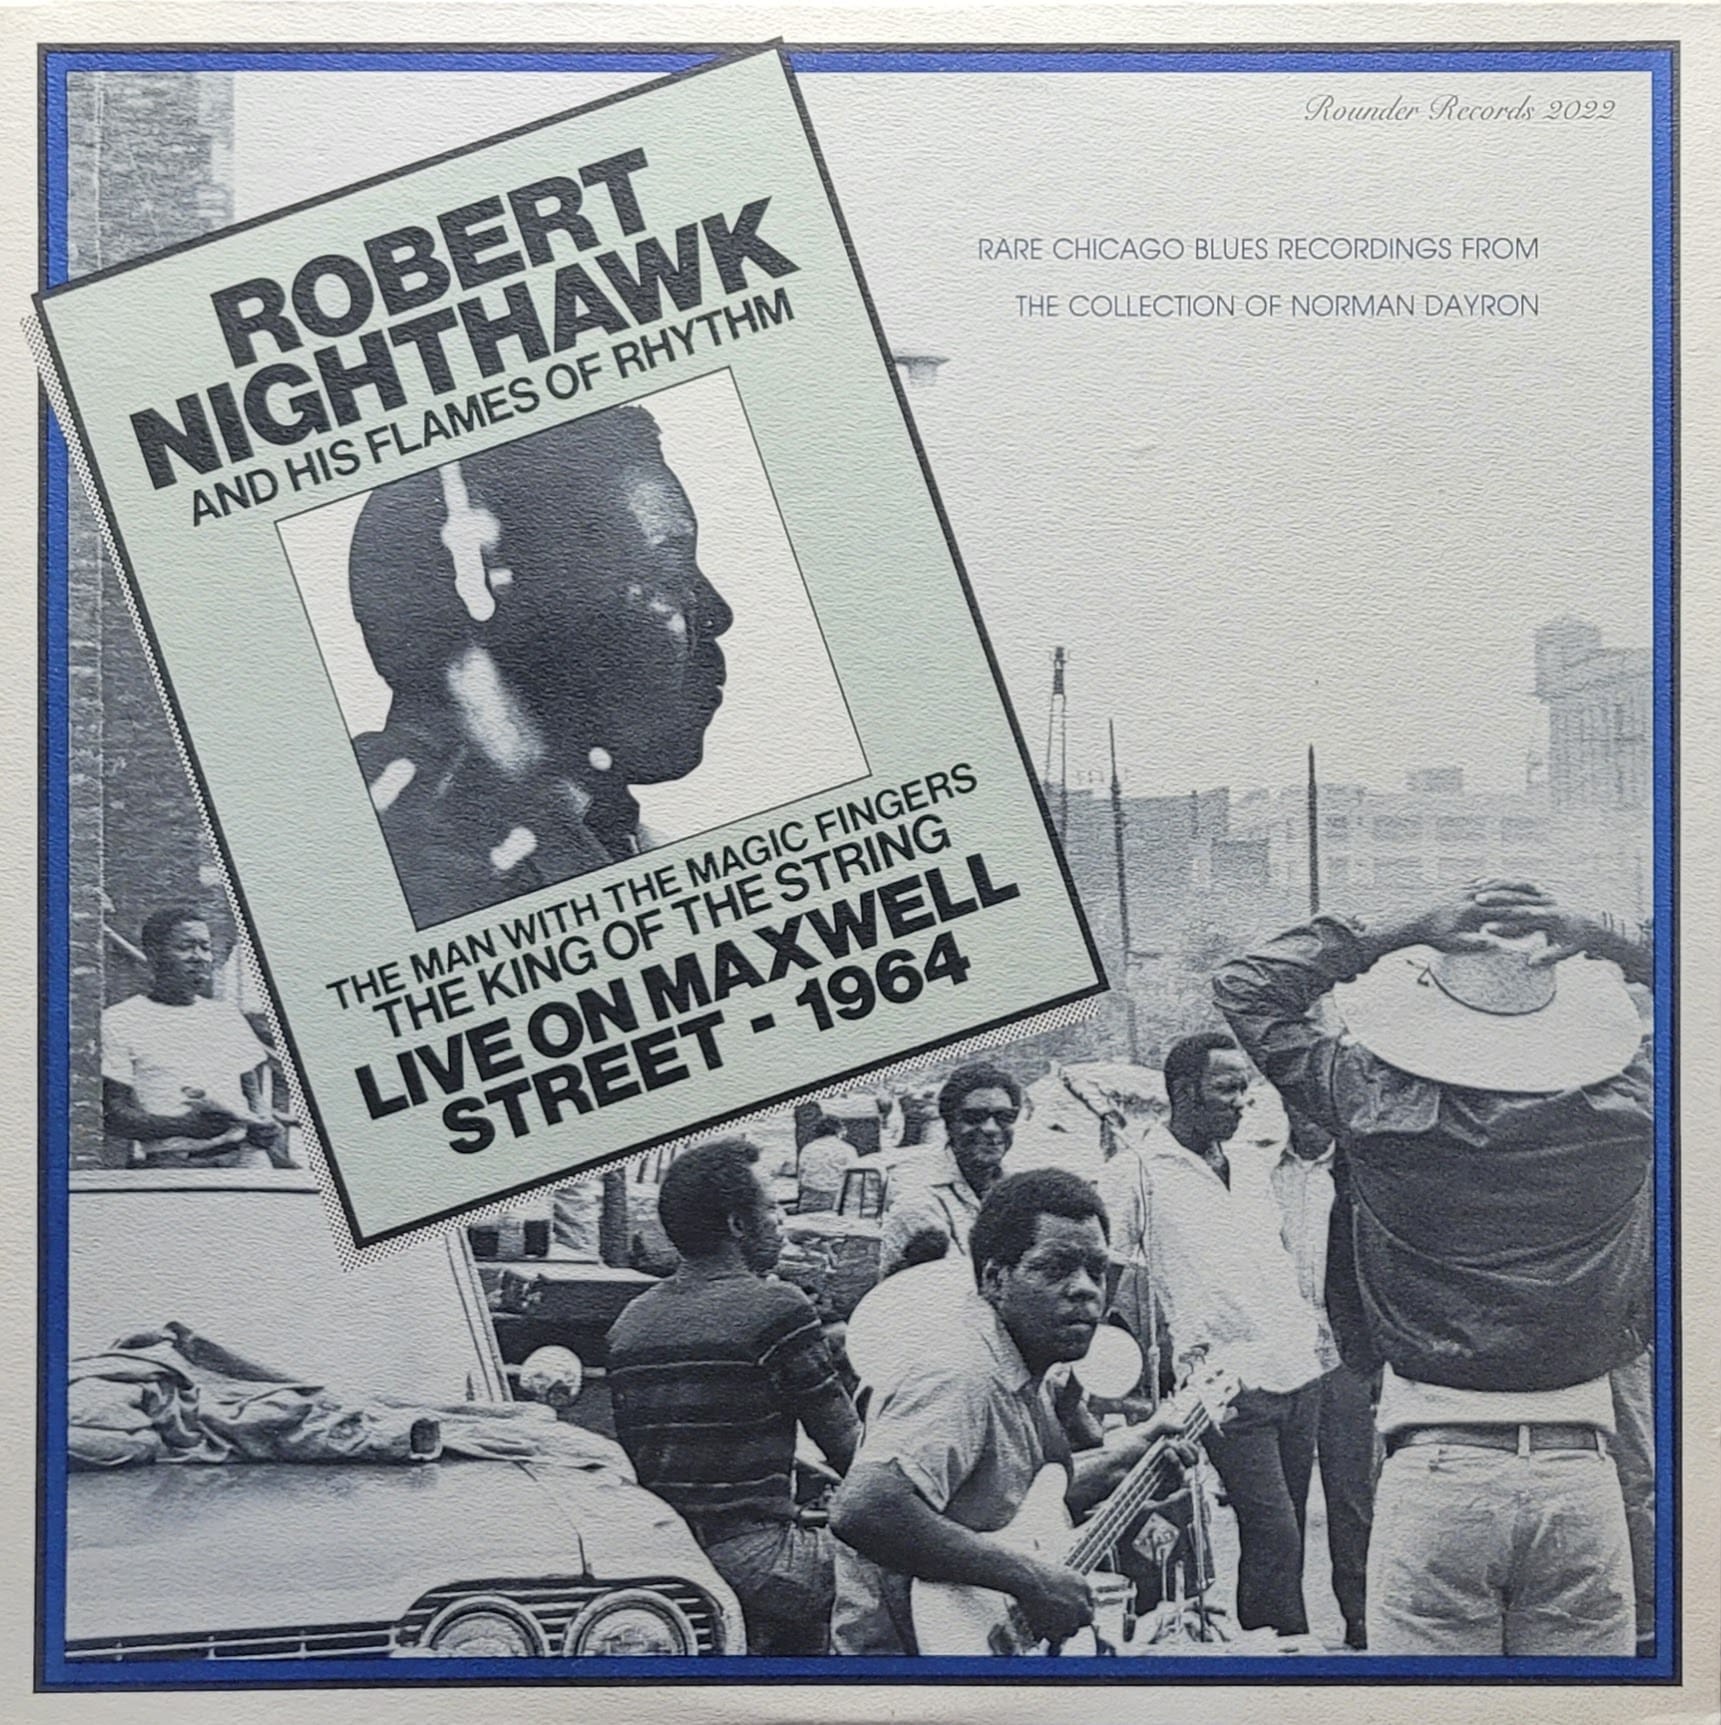 Rounder Records 2022
RARE CHICAGO BLUES RECORDINGS FROM
THE COLLECTION OF NORMAN DAYRON
ROBERT
NIGHTHAWK
AND HIS FLAMES OF RHYTHM
THE MAN WITH THE MAGIC FINGERS
THE KING OF THE STRING
LIVE ON MAXWELL
STREET - 1964